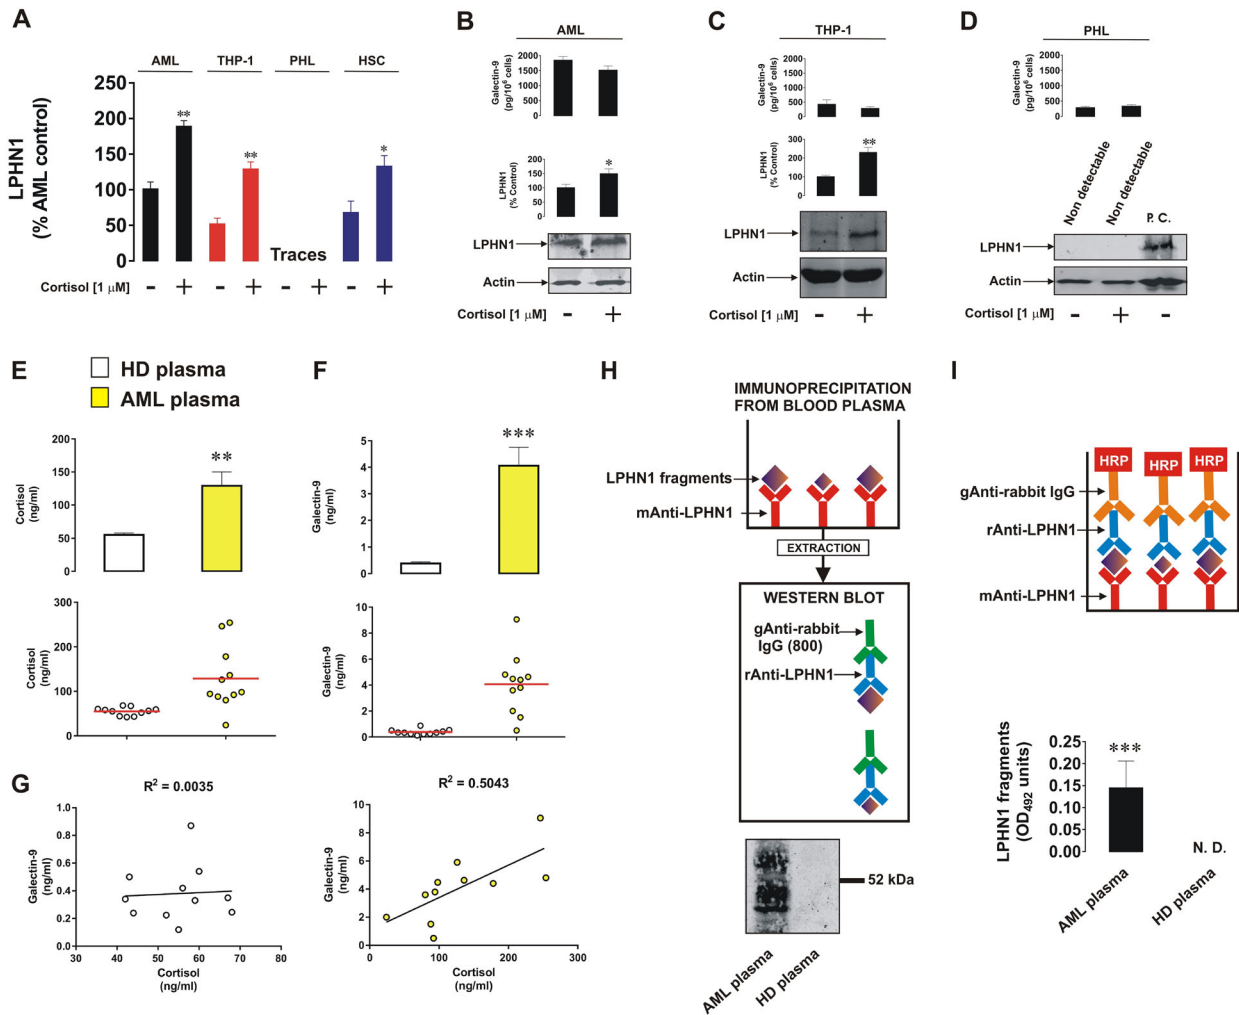 A
AML THP-1 PHL HSC
LPHN1
(% AML control)
250
200
150
100
50
0
** ** *
Traces
Cortisol [1 µM] - + - + - + - +
B
AML
Galectin-9
(pg/10⁶ cells)
2000
1500
1000
500
0
LPHN1
(% Control)
200
150
100
50
0
*
LPHN1
Actin
Cortisol [1 µM] - +
C
THP-1
Galectin-9
(pg/10⁶ cells)
2000
1500
1000
500
0
LPHN1
(% Control)
300
200
100
0
**
LPHN1
Actin
Cortisol [1 µM] - +
D
PHL
Galectin-9
(pg/10⁶ cells)
2000
1500
1000
500
0
Non detectable
Non detectable
P. C.
LPHN1
Actin
Cortisol [1 µM] - + -
E
HD plasma
AML plasma
Cortisol
(ng/ml)
200
150
100
50
0
**
Cortisol
(ng/ml)
300
200
100
0
F
Galectin-9
(ng/ml)
5
4
3
2
1
0
***
Galectin-9
(ng/ml)
10
8
6
4
2
0
G
R² = 0.0035
Galectin-9
(ng/ml)
1.0
0.8
0.6
0.4
0.2
0.0
30 40 50 60 70 80
Cortisol
(ng/ml)
R² = 0.5043
Galectin-9
(ng/ml)
10
8
6
4
2
0
0 100 200 300
Cortisol
(ng/ml)
H
IMMUNOPRECIPITATION
FROM BLOOD PLASMA
LPHN1 fragments
mAnti-LPHN1
EXTRACTION
WESTERN BLOT
gAnti-rabbit
IgG (800)
rAnti-LPHN1
52 kDa
AML plasma
HD plasma
I
HRP HRP HRP
gAnti-rabbit IgG
rAnti-LPHN1
mAnti-LPHN1
LPHN1 fragments
(OD₄₉₂ units)
0.25
0.20
0.15
0.10
0.05
0.00
***
N. D.
AML plasma
HD plasma